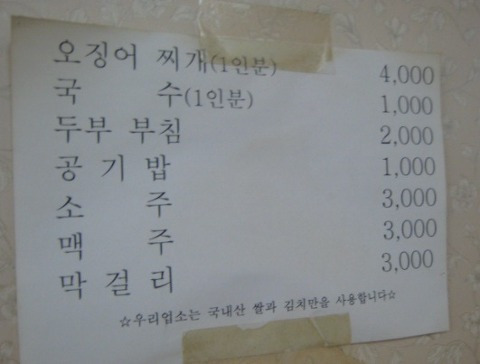 오징어 찌개(1인분) 4,000
국 수(1인분) 1,000
두부 부침 2,000
공 기 밥 1,000
소 주 3,000
맥 주 3,000
막 걸 리 3,000
☆우리업소는 국내산 쌀과 김치만을 사용합니다☆